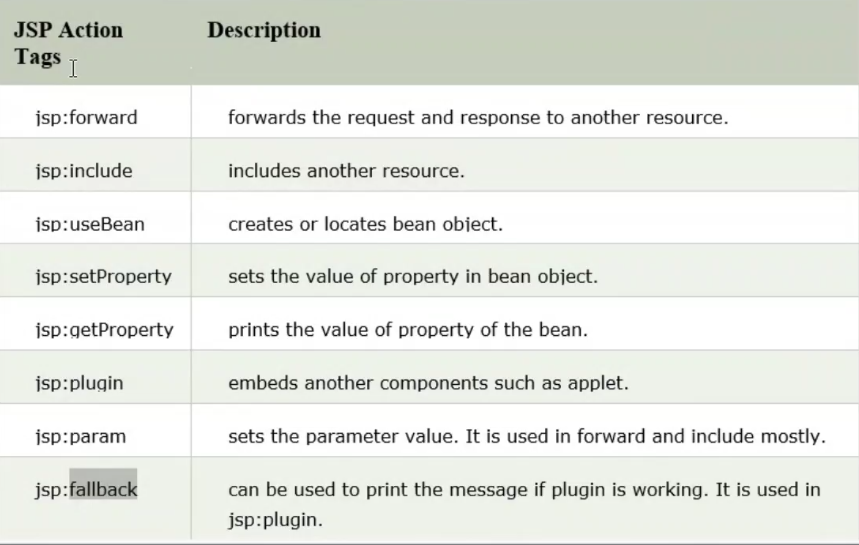 JSP Action Description
Tags
jsp:forward forwards the request and response to another resource.
jsp:include includes another resource.
jsp:useBean creates or locates bean object.
jsp:setProperty sets the value of property in bean object.
jsp:getProperty prints the value of property of the bean.
jsp:plugin embeds another components such as applet.
jsp:param sets the parameter value. It is used in forward and include mostly.
jsp:fallback can be used to print the message if plugin is working. It is used in
jsp:plugin.